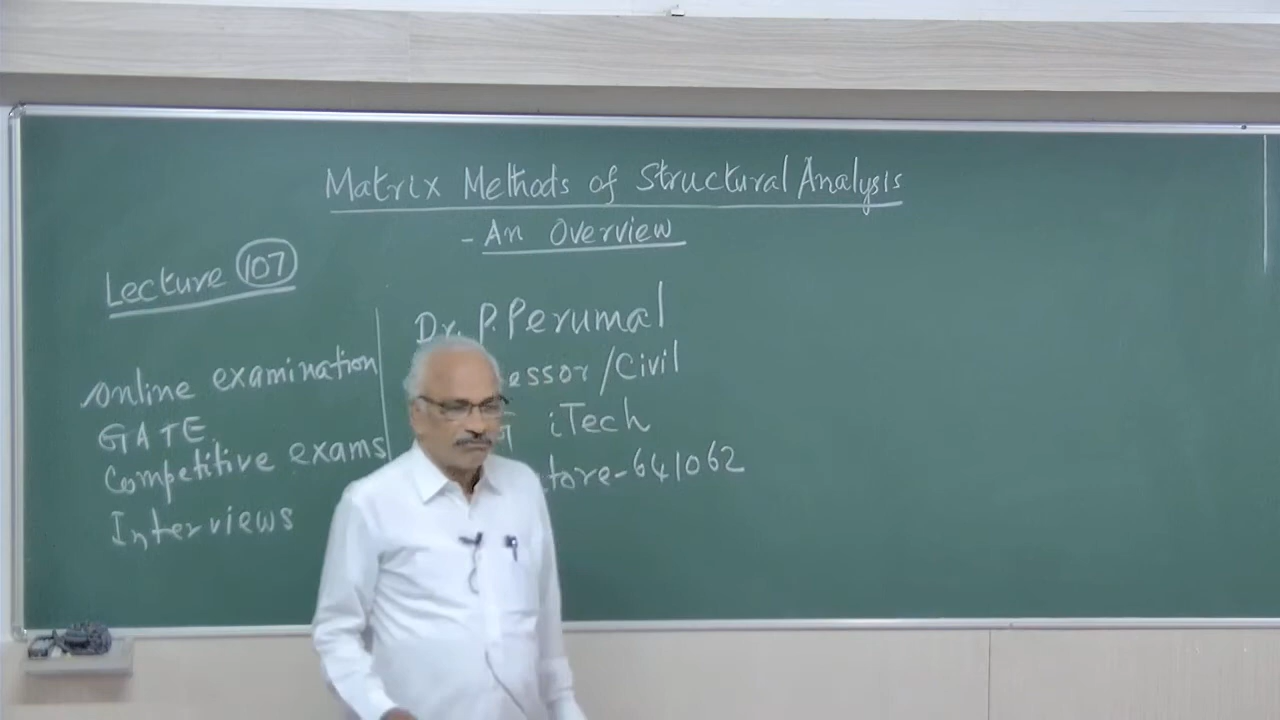 Matrix Methods of Structural Analysis
- An Overview
Lecture 107
Online examination
GATE
Competitive exams
Interviews
Dr. P. Perumal
essor/Civil
iTech
tore-641062